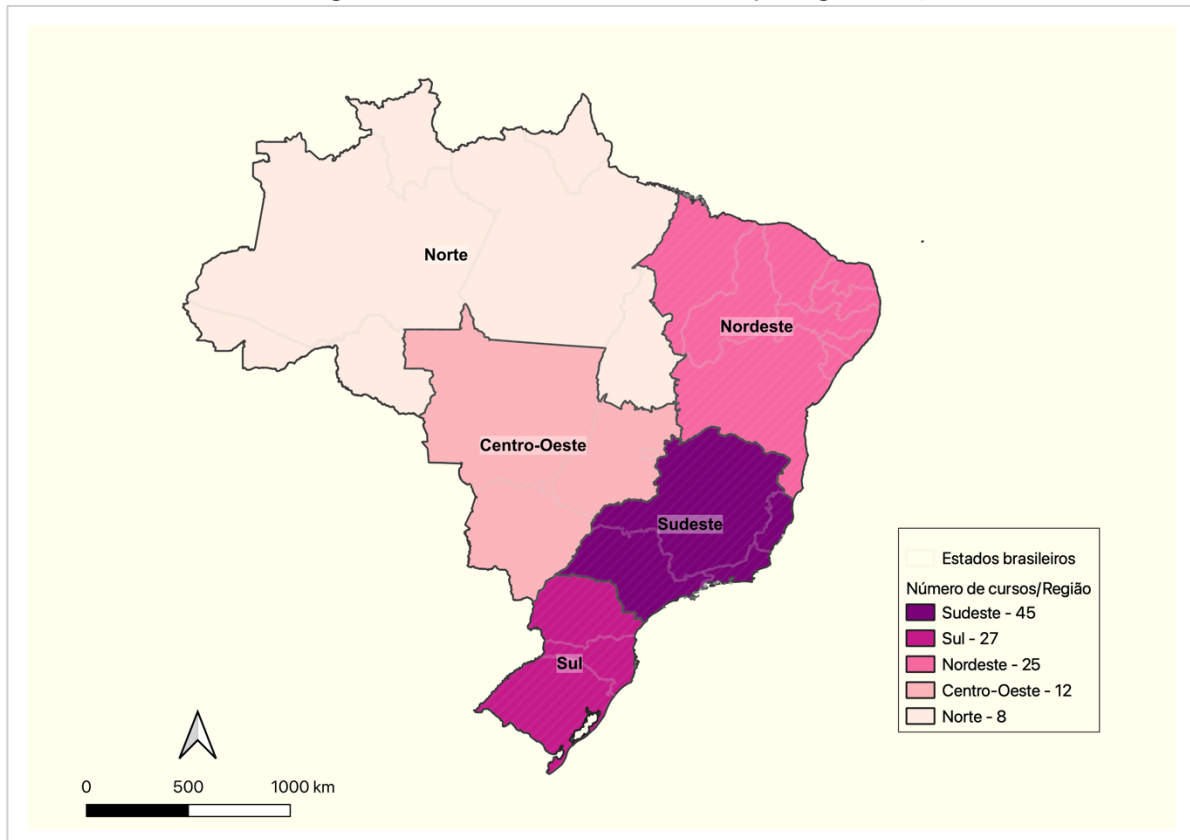 Norte
Nordeste
Centro-Oeste
Sudeste
Sul
Estados brasileiros
Número de cursos/Região
Sudeste - 45
Sul - 27
Nordeste - 25
Centro-Oeste - 12
Norte - 8
0 500 1000 km